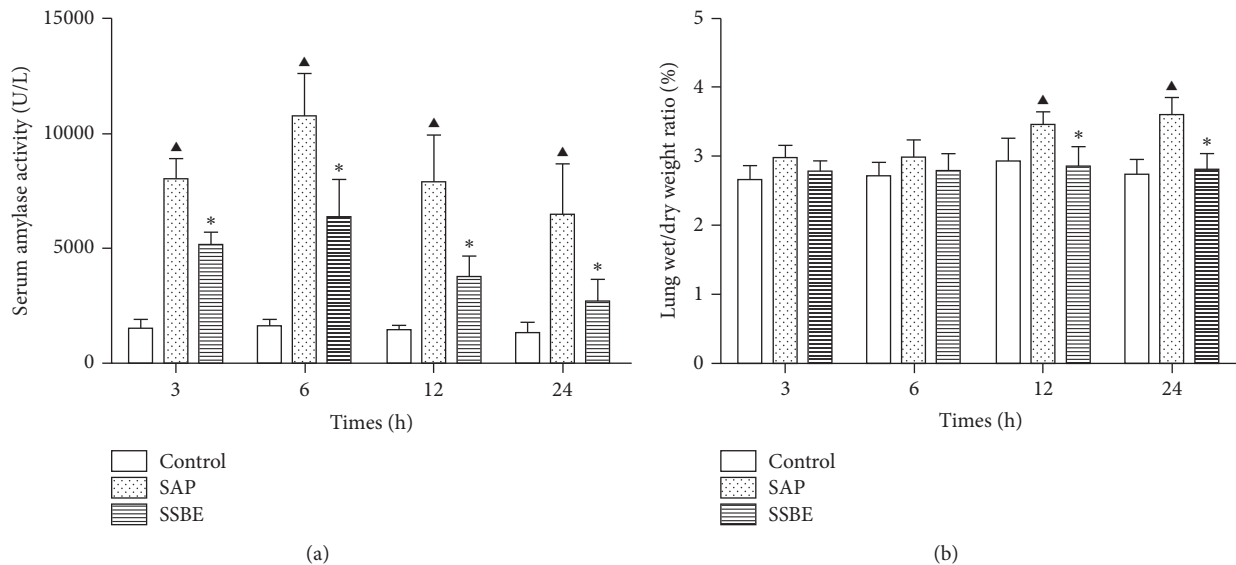 15000
10000
5000
0
Serum amylase activity (U/L)
▲ ▲ ▲ ▲
* * * *
3 6 12 24
Times (h)
Control
SAP
SSBE
(a)
5
4
3
2
1
0
Lung wet/dry weight ratio (%)
▲ ▲
* *
3 6 12 24
Times (h)
Control
SAP
SSBE
(b)